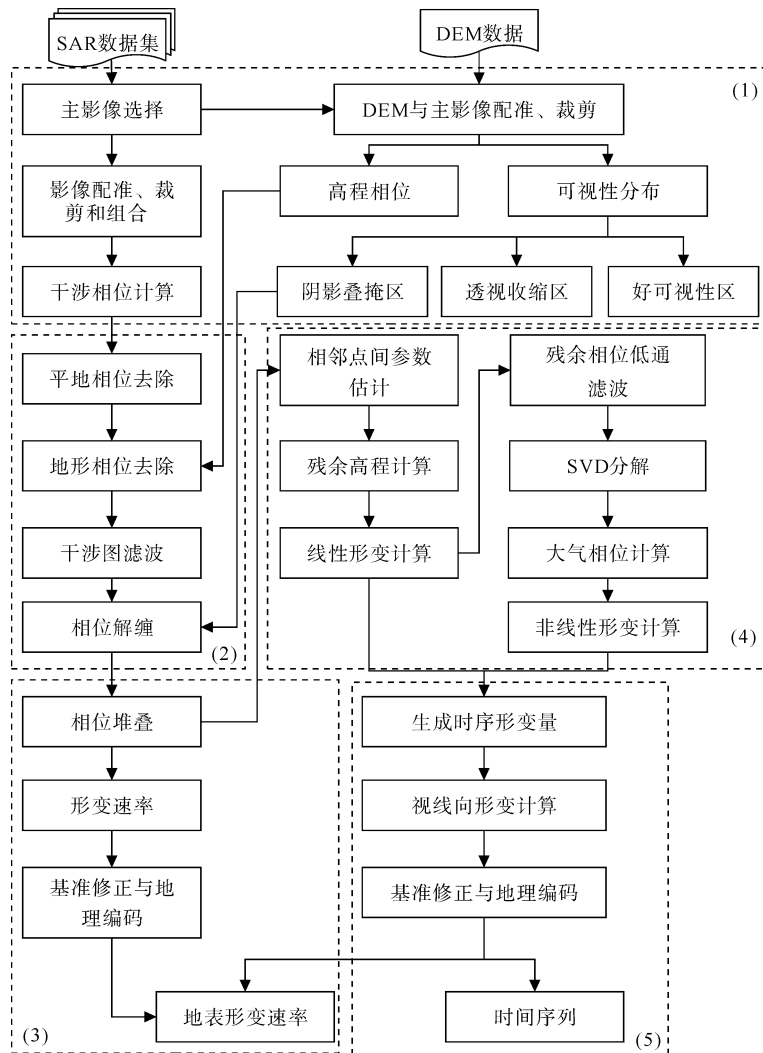 SAR数据集
DEM数据
(1)
主影像选择
DEM与主影像配准、裁剪
影像配准、裁
剪和组合
高程相位
可视性分布
干涉相位计算
阴影叠掩区
透视收缩区
好可视性区
平地相位去除
相邻点间参数
估计
残余相位低通
滤波
地形相位去除
残余高程计算
SVD分解
干涉图滤波
线性形变计算
大气相位计算
相位解缠
非线性形变计算
(2)
(4)
相位堆叠
生成时序形变量
形变速率
视线向形变计算
基准修正与地
理编码
基准修正与地理编码
地表形变速率
时间序列
(3)
(5)